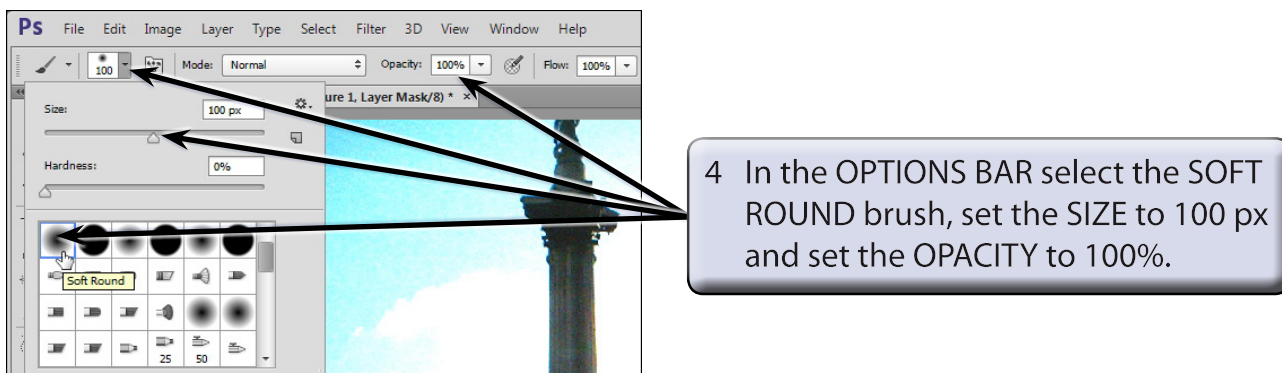 Ps File Edit Image Layer Type Select Filter 3D View Window Help
100 Mode: Normal Opacity: 100% Flow: 100%
ure 1, Layer Mask/8) * ×
Size: 100 px
Hardness: 0%
Soft Round
25 50
4 In the OPTIONS BAR select the SOFT
ROUND brush, set the SIZE to 100 px
and set the OPACITY to 100%.